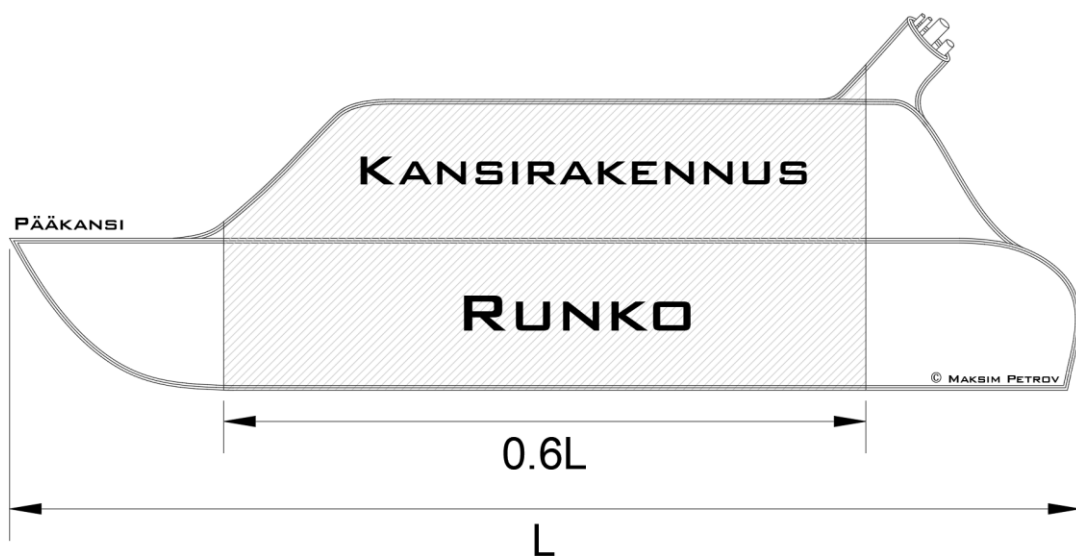 KANSIRAKENNUS
PÄÄKANSI
RUNKO
© MAKSIM PETROV
0.6L
L